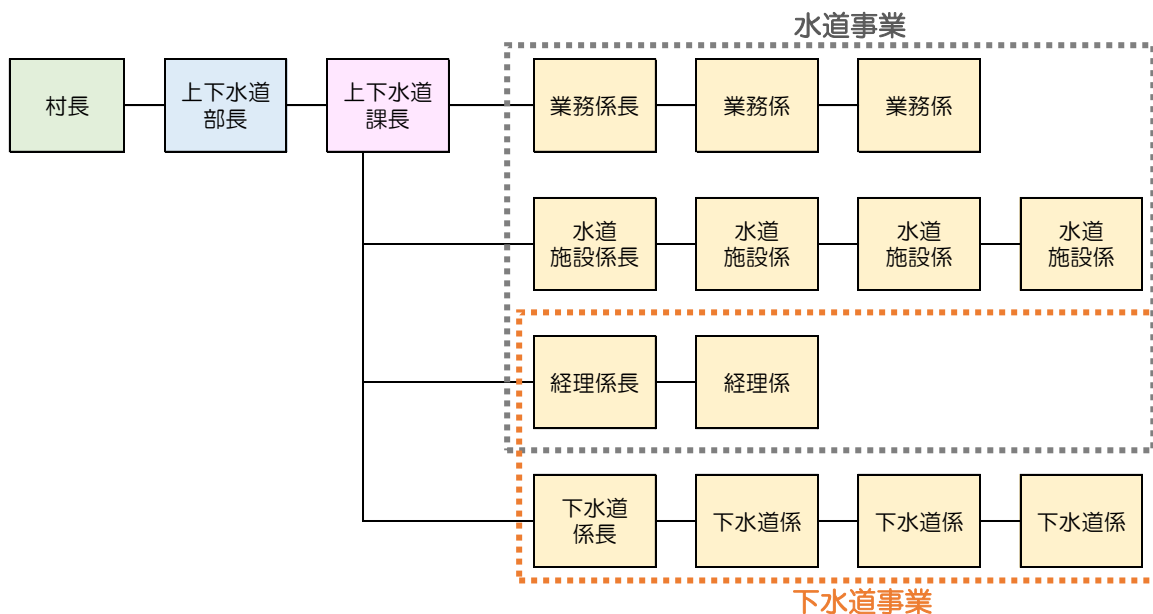 水道事業
村長
上下水道
部長
上下水道
課長
業務係長
業務係
業務係
水道
施設係長
水道
施設係
水道
施設係
水道
施設係
経理係長
経理係
下水道
係長
下水道係
下水道係
下水道係
下水道事業